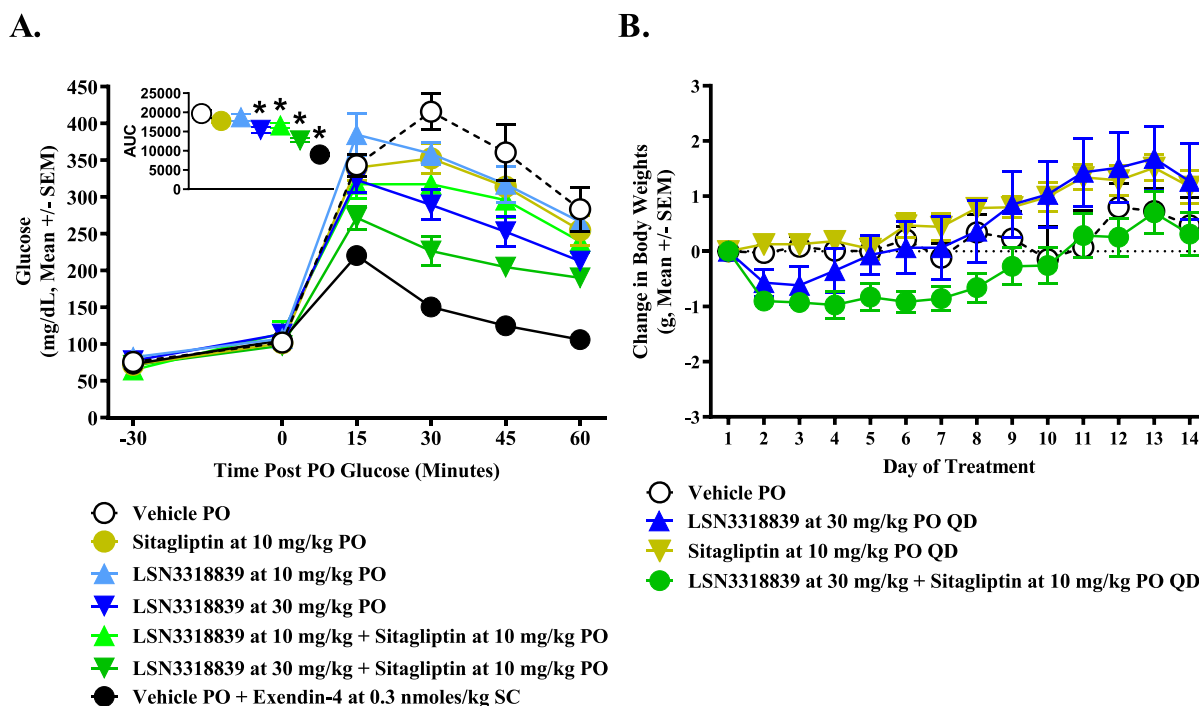 A.
Glucose
(mg/dL, Mean +/- SEM)
450
400
350
300
250
200
150
100
50
0
AUC
25000
20000
15000
10000
5000
0
* * * *
-30 0 15 30 45 60
Time Post PO Glucose (Minutes)
Vehicle PO
Sitagliptin at 10 mg/kg PO
LSN3318839 at 10 mg/kg PO
LSN3318839 at 30 mg/kg PO
LSN3318839 at 10 mg/kg + Sitagliptin at 10 mg/kg PO
LSN3318839 at 30 mg/kg + Sitagliptin at 10 mg/kg PO
Vehicle PO + Exendin-4 at 0.3 nmoles/kg SC
B.
Change in Body Weights
(g, Mean +/- SEM)
3
2
1
0
-1
-2
-3
1 2 3 4 5 6 7 8 9 10 11 12 13 14
Day of Treatment
Vehicle PO
LSN3318839 at 30 mg/kg PO QD
Sitagliptin at 10 mg/kg PO QD
LSN3318839 at 30 mg/kg + Sitagliptin at 10 mg/kg PO QD